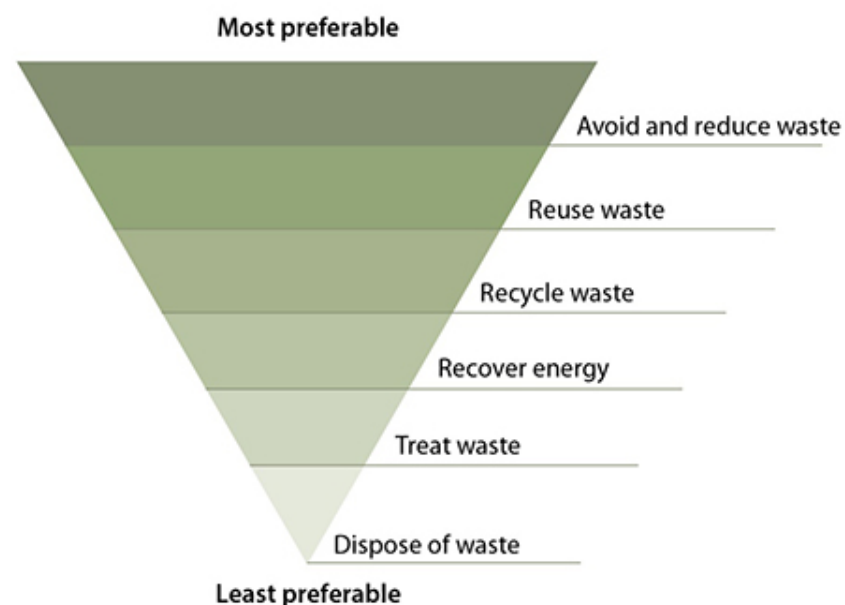 Most preferable
Avoid and reduce waste
Reuse waste
Recycle waste
Recover energy
Treat waste
Dispose of waste
Least preferable